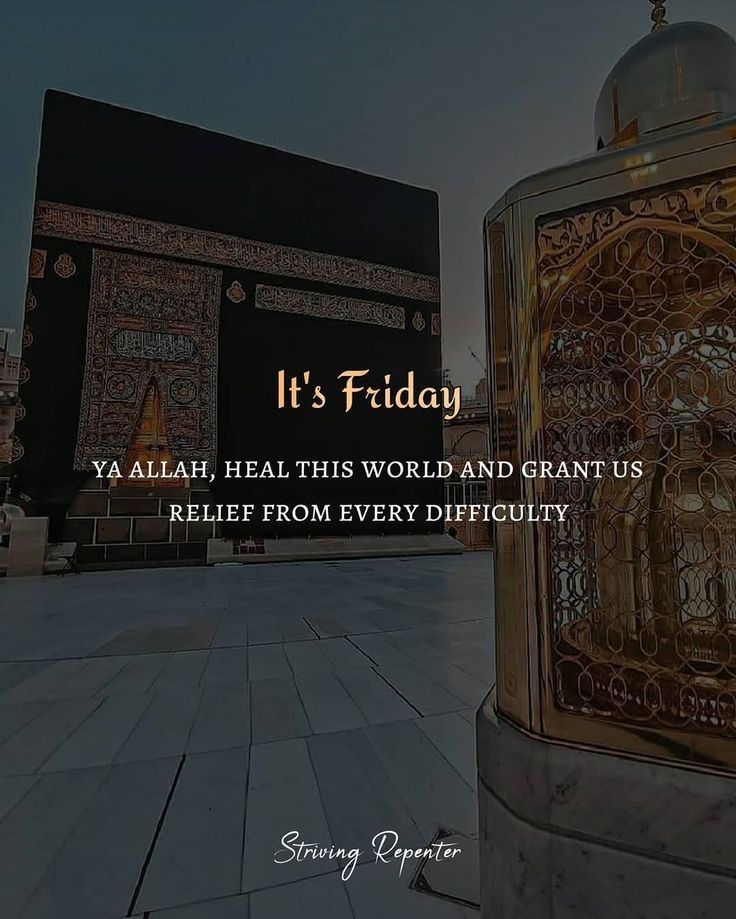 It's Friday
YA ALLAH, HEAL THIS WORLD AND GRANT US
RELIEF FROM EVERY DIFFICULTY
Striving Repenter